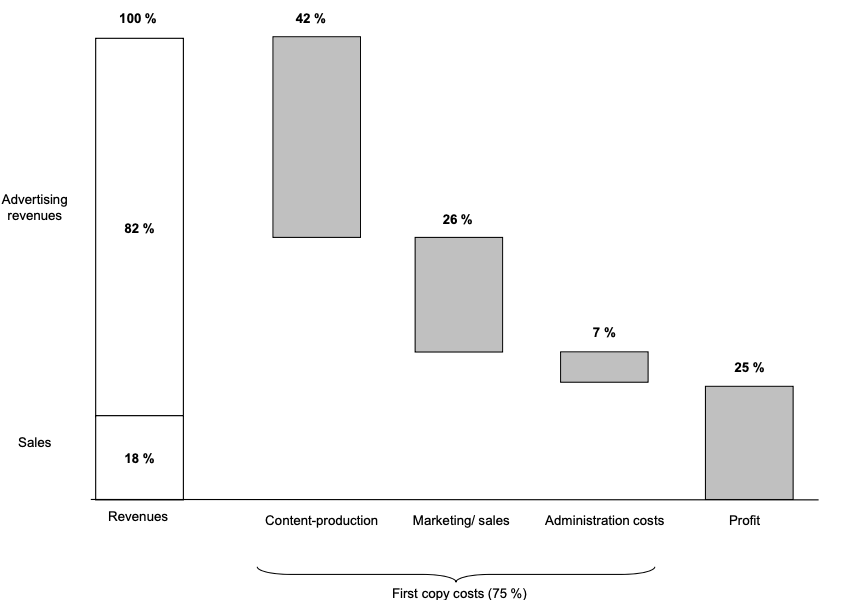 100 %
42 %
Advertising
revenues
82 %
26 %
7 %
25 %
Sales
18 %
Revenues
Content-production
Marketing/ sales
Administration costs
Profit
First copy costs (75 %)